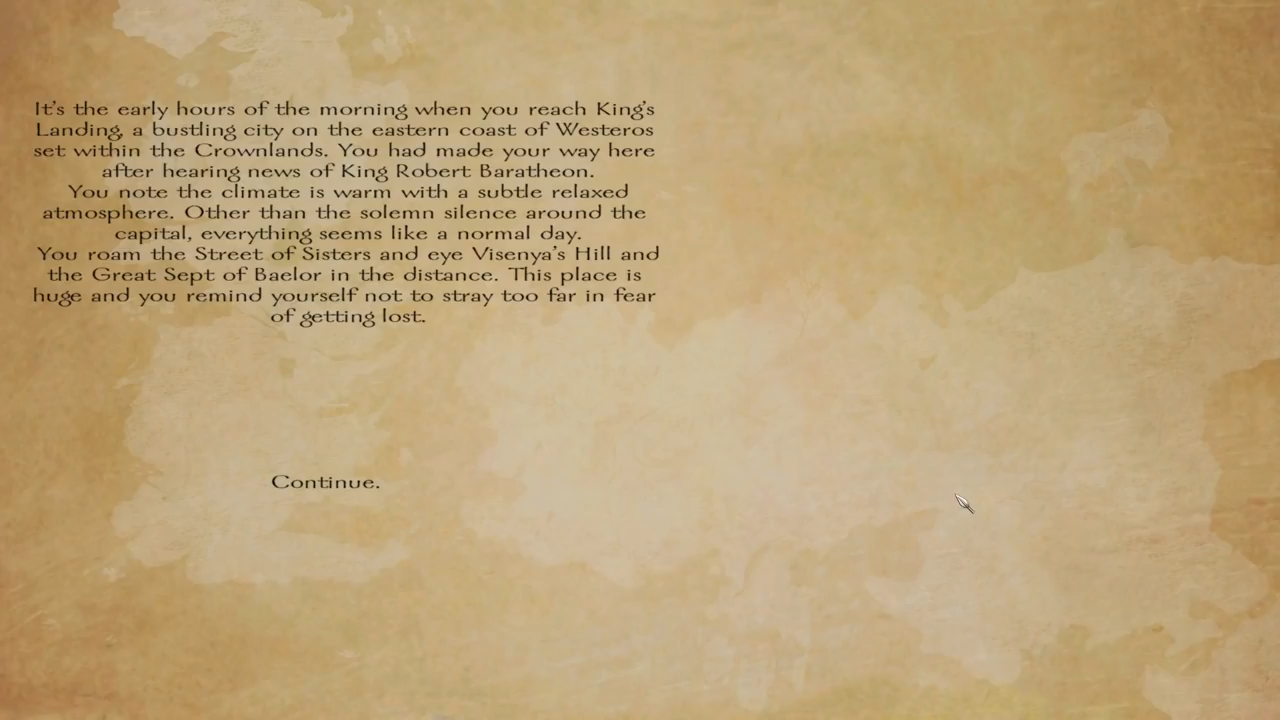 It's the early hours of the morning when you reach King's
Landing, a bustling city on the eastern coast of Westeros
set within the Crownlands. You had made your way here
after hearing news of King Robert Baratheon.
You note the climate is warm with a subtle relaxed
atmosphere. Other than the solemn silence around the
capital, everything seems like a normal day.
You roam the Street of Sisters and eye Visenya's Hill and
the Great Sept of Baelor in the distance. This place is
huge and you remind yourself not to stray too far in fear
of getting lost.
Continue.